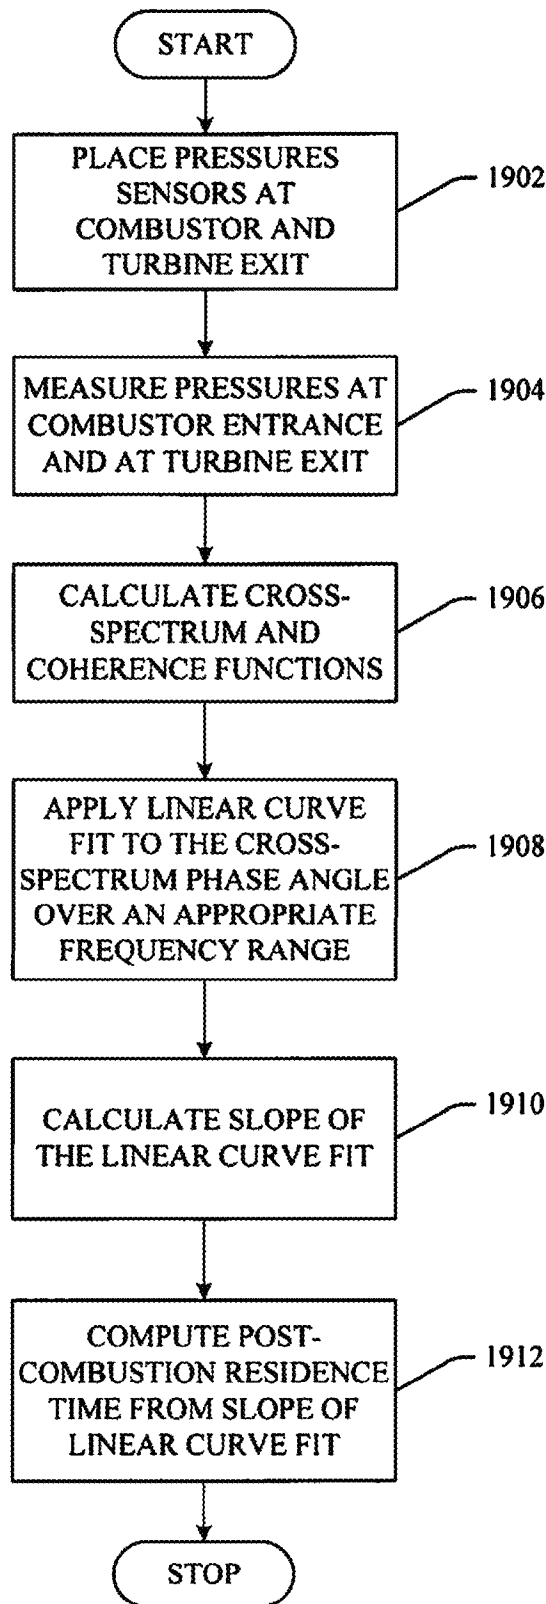 START
PLACE PRESSURES
SENSORS AT
COMBUSTOR AND
TURBINE EXIT
1902
MEASURE PRESSURES AT
COMBUSTOR ENTRANCE
AND AT TURBINE EXIT
1904
CALCULATE CROSS-
SPECTRUM AND
COHERENCE FUNCTIONS
1906
APPLY LINEAR CURVE
FIT TO THE CROSS-
SPECTRUM PHASE ANGLE
OVER AN APPROPRIATE
FREQUENCY RANGE
1908
CALCULATE SLOPE OF
THE LINEAR CURVE FIT
1910
COMPUTE POST-
COMBUSTION RESIDENCE
TIME FROM SLOPE OF
LINEAR CURVE FIT
1912
STOP